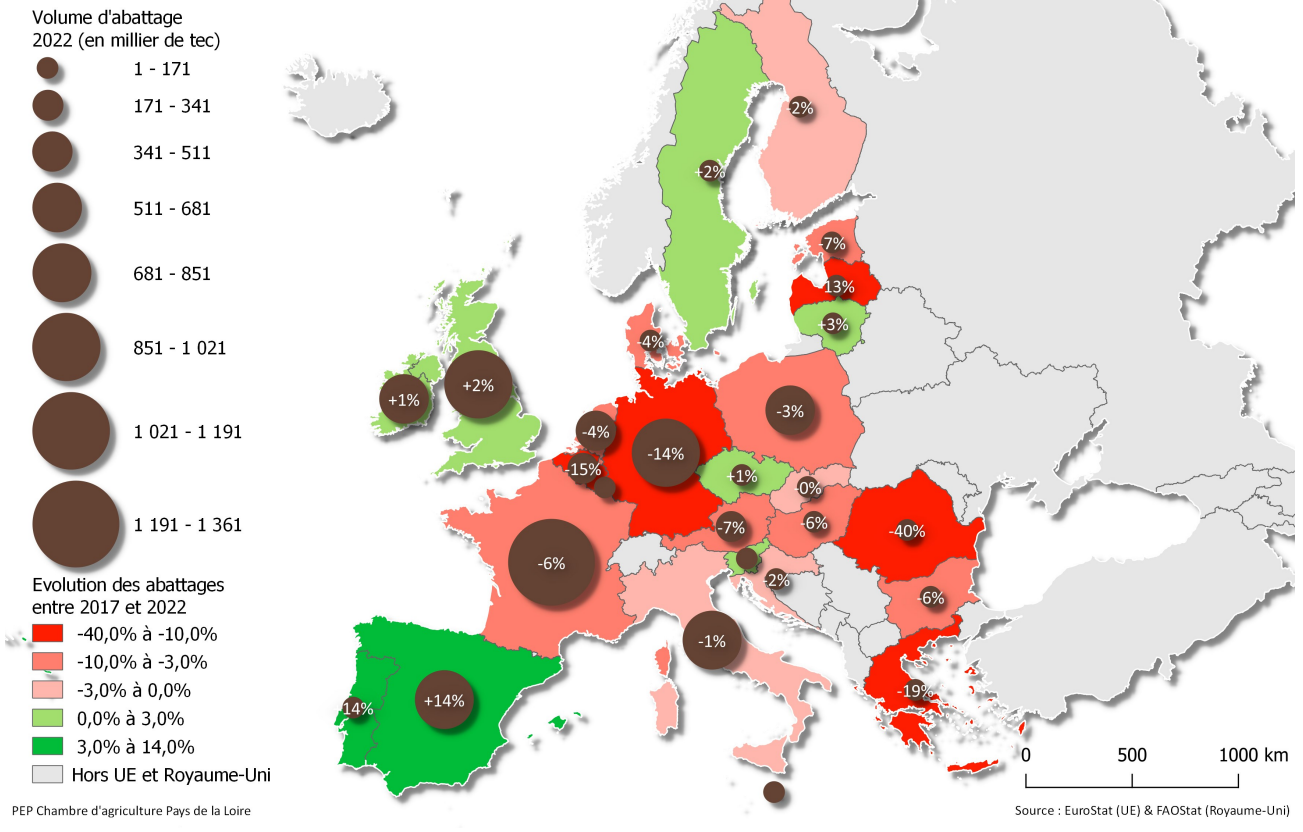 Volume d'abattage
2022 (en millier de tec)
1 - 171
171 - 341
341 - 511
511 - 681
681 - 851
851 - 1 021
1 021 - 1 191
1 191 - 1 361
Evolution des abattages
entre 2017 et 2022
-40,0% à -10,0%
-10,0% à -3,0%
-3,0% à 0,0%
0,0% à 3,0%
3,0% à 14,0%
Hors UE et Royaume-Uni
PEP Chambre d'agriculture Pays de la Loire
-2%
+2%
-7%
13%
+3%
-4%
+2%
+1%
-3%
-4%
-14%
-15%
+1%
0%
-7%
-6%
-40%
-6%
-2%
-6%
-1%
-19%
+14%
14%
0
500
1000 km
Source : EuroStat (UE) & FAOStat (Royaume-Uni)